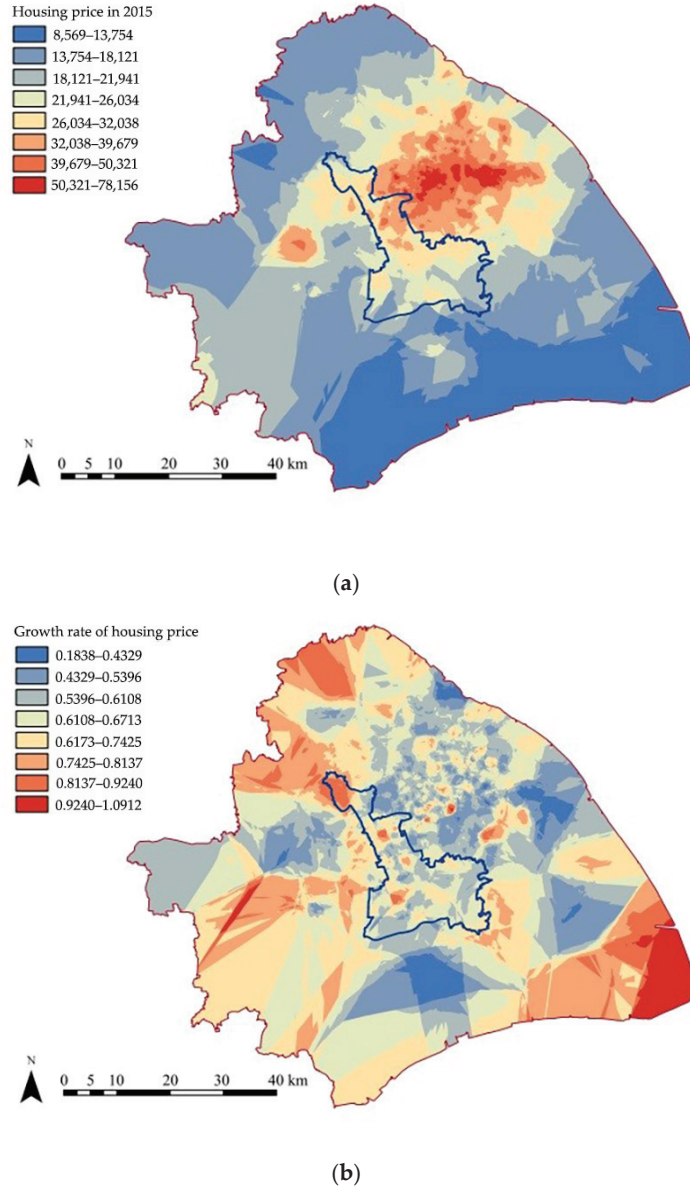 Housing price in 2015
8,569–13,754
13,754–18,121
18,121–21,941
21,941–26,034
26,034–32,038
32,038–39,679
39,679–50,321
50,321–78,156
N
0 5 10 20 30 40 km
(a)
Growth rate of housing price
0.1838–0.4329
0.4329–0.5396
0.5396–0.6108
0.6108–0.6713
0.6173–0.7425
0.7425–0.8137
0.8137–0.9240
0.9240–1.0912
N
0 5 10 20 30 40 km
(b)